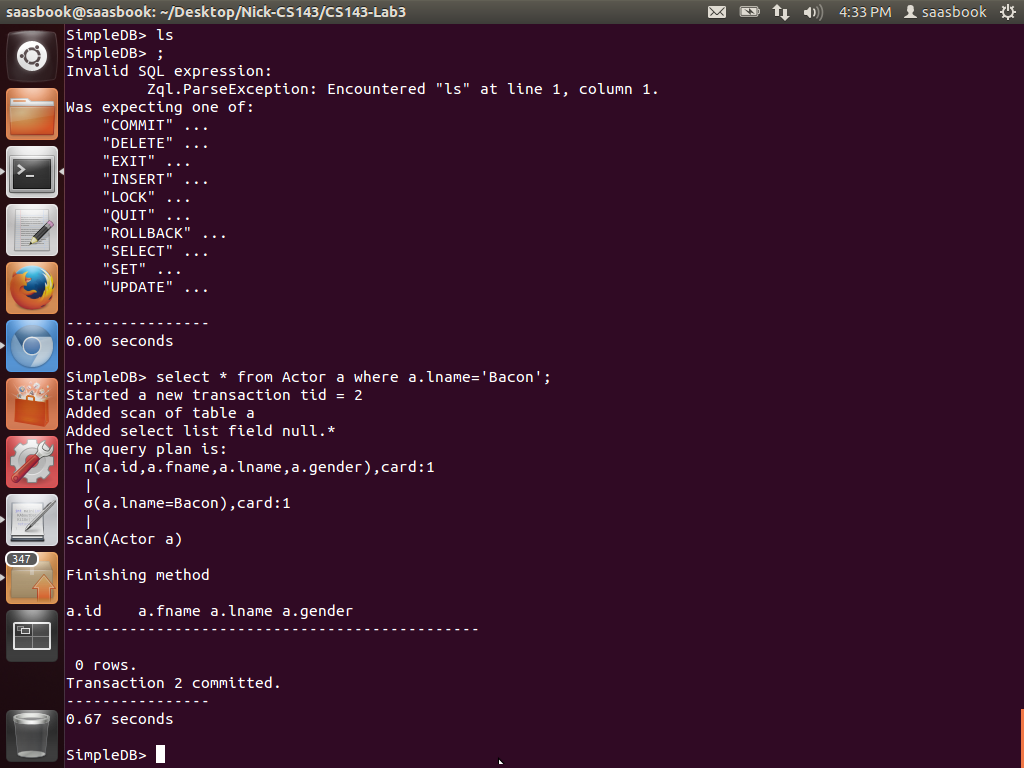 saasbook@saasbook: ~/Desktop/Nick-CS143/CS143-Lab3 4:33 PM saasbook
SimpleDB> ls
SimpleDB> ;
Invalid SQL expression:
         Zql.ParseException: Encountered "ls" at line 1, column 1.
Was expecting one of:
    "COMMIT" ...
    "DELETE" ...
    "EXIT" ...
    "INSERT" ...
    "LOCK" ...
    "QUIT" ...
    "ROLLBACK" ...
    "SELECT" ...
    "SET" ...
    "UPDATE" ...
----------------
0.00 seconds
SimpleDB> select * from Actor a where a.lname='Bacon';
Started a new transaction tid = 2
Added scan of table a
Added select list field null.*
The query plan is:
  π(a.id,a.fname,a.lname,a.gender),card:1
  |
  σ(a.lname=Bacon),card:1
  |
scan(Actor a)
347
Finishing method
a.id    a.fname a.lname a.gender
----------------------------------------------
 0 rows.
Transaction 2 committed.
----------------
0.67 seconds
SimpleDB>